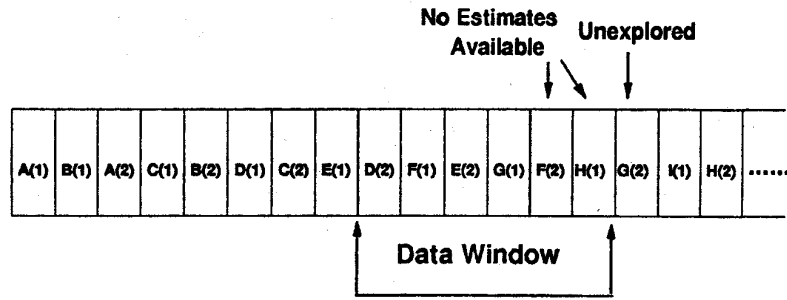 No Estimates
Available
Unexplored
A(1) B(1) A(2) C(1) B(2) D(1) C(2) E(1) D(2) F(1) E(2) G(1) F(2) H(1) G(2) I(1) H(2) ......
Data Window